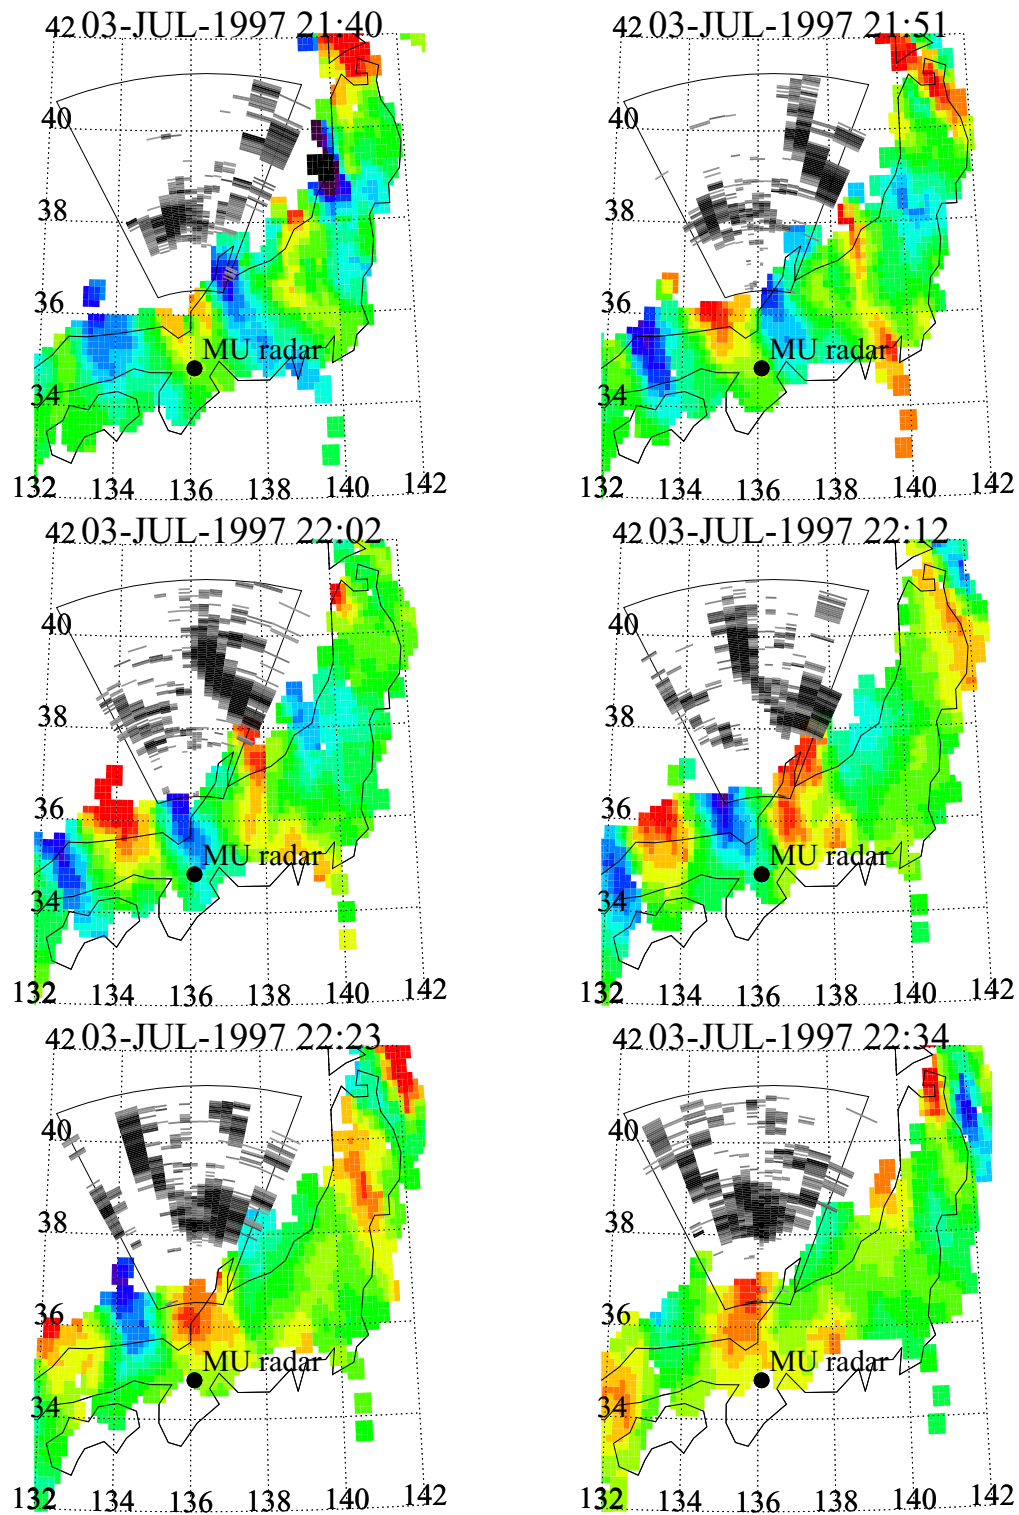 42 03-JUL-1997 21:40
40
38
36
MU radar
34
132 134 136 138 140 142
42 03-JUL-1997 21:51
40
38
36
MU radar
34
132 134 136 138 140 142
42 03-JUL-1997 22:02
40
38
36
MU radar
34
132 134 136 138 140 142
42 03-JUL-1997 22:12
40
38
36
MU radar
34
132 134 136 138 140 142
42 03-JUL-1997 22:23
40
38
36
MU radar
34
132 134 136 138 140 142
42 03-JUL-1997 22:34
40
38
36
MU radar
34
132 134 136 138 140 142